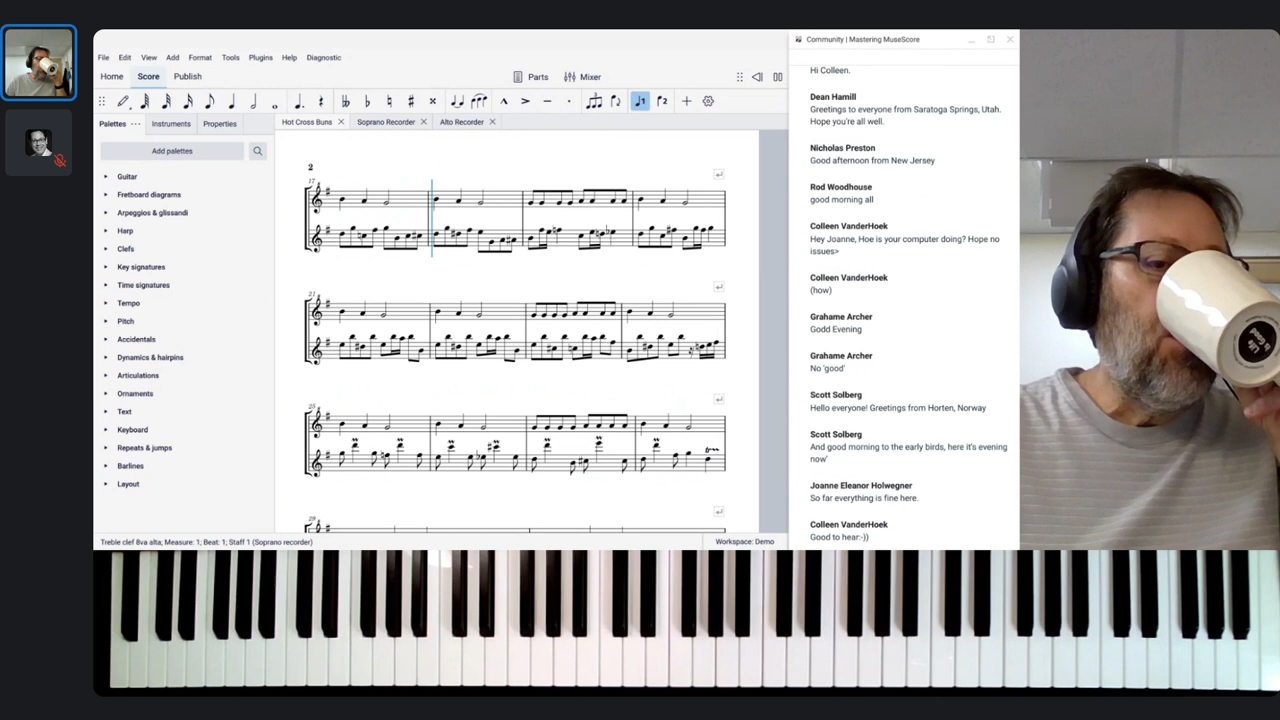 Community | Mastering MuseScore
File Edit View Add Format Tools Plugins Help Diagnostic
Home Score Publish
Parts Mixer
Palettes Instruments Properties
Hot Cross Buns Soprano Recorder Alto Recorder
Add palettes
Guitar
Fretboard diagrams
Arpeggios & glissandi
Harp
Clefs
Key signatures
Time signatures
Tempo
Pitch
Accidentals
Dynamics & hairpins
Articulations
Ornaments
Text
Keyboard
Repeats & jumps
Barlines
Layout
2
17
21
25
29
Treble clef 8va alta; Measure: 1; Beat: 1; Staff 1 (Soprano recorder)
Workspace: Demo
Hi Colleen.
Dean Hamill
Greetings to everyone from Saratoga Springs, Utah.
Hope you're all well.
Nicholas Preston
Good afternoon from New Jersey
Rod Woodhouse
good morning all
Colleen VanderHoek
Hey Joanne, Hoe is your computer doing? Hope no
issues>
Colleen VanderHoek
(how)
Grahame Archer
Godd Evening
Grahame Archer
No 'good'
Scott Solberg
Hello everyone! Greetings from Horten, Norway
Scott Solberg
And good morning to the early birds, here it's evening
now'
Joanne Eleanor Holwegner
So far everything is fine here.
Colleen VanderHoek
Good to hear:-))